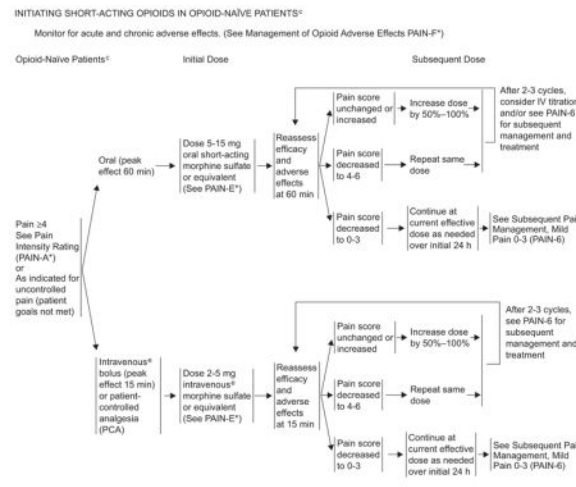 INITIATING SHORT-ACTING OPIOIDS IN OPIOID-NAÏVE PATIENTSᶜ
Monitor for acute and chronic adverse effects. (See Management of Opioid Adverse Effects PAIN-F*)
Opioid-Naïve Patientsᶜ
Initial Dose
Subsequent Dose
Pain ≥4
See Pain
Intensity Rating
(PAIN-A*)
or
As indicated for
uncontrolled
pain (patient
goals not met)
Oral (peak
effect 60 min)
Dose 5-15 mg
oral short-acting
morphine sulfate
or equivalent
(See PAIN-E*)
Reassess
efficacy
and
adverse
effects
at 60 min
Pain score
unchanged or
increased
Increase dose
by 50%–100%
Pain score
decreased
to 4-6
Repeat same
dose
Pain score
decreased
to 0-3
Continue at
current effective
dose as needed
over initial 24 h
After 2-3 cycles,
consider IV titration
and/or see PAIN-6
for subsequent
management and
treatment
See Subsequent Pai
Management, Mild
Pain 0-3 (PAIN-6)
Intravenousᵉ
bolus (peak
effect 15 min)
or patient-
controlled
analgesia
(PCA)
Dose 2-5 mg
intravenousᵉ
morphine sulfate
or equivalent
(See PAIN-E*)
Reassess
efficacy
and
adverse
effects
at 15 min
Pain score
unchanged or
increased
Increase dose
by 50%–100%
Pain score
decreased
to 4-6
Repeat same
dose
Pain score
decreased
to 0-3
Continue at
current effective
dose as needed
over initial 24 h
After 2-3 cycles,
see PAIN-6 for
subsequent
management and
treatment
See Subsequent Pai
Management, Mild
Pain 0-3 (PAIN-6)